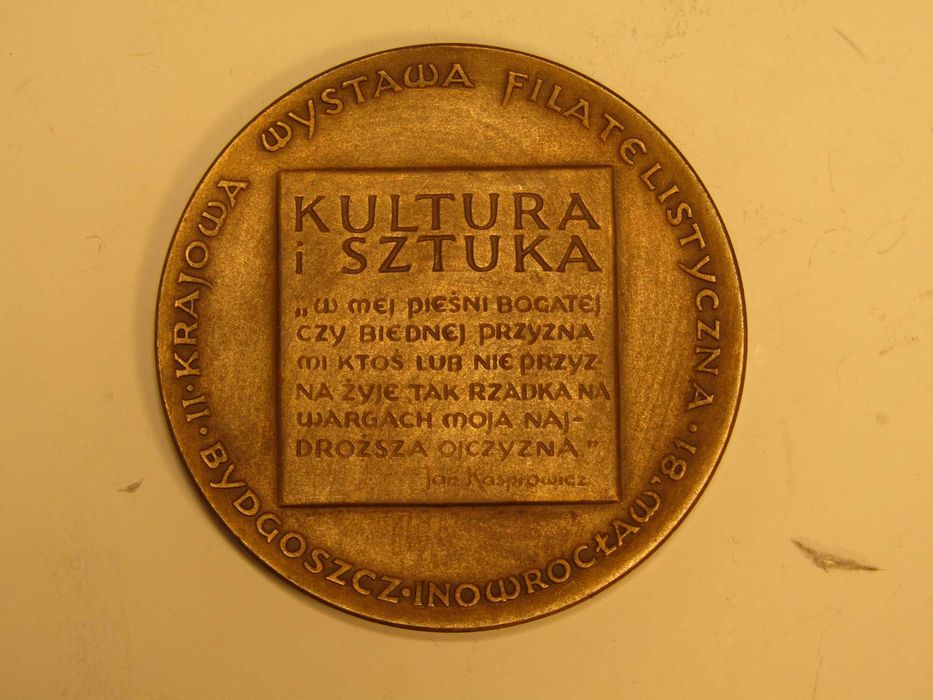 II · KRAJOWA WYSTAWA FILATELISTYCZNA ·
BYDGOSZCZ · INOWROCŁAW '81 ·
KULTURA
i SZTUKA
„W MEJ PIEŚNI BOGATEJ
CZY BIEDNEJ PRZYZNA
MI KTOŚ LUB NIE PRZYZ-
NA ŻYJE TAK RZADKA NA
WARGACH MOJA NAJ-
DROŻSZA OJCZYZNA"
Jan Kasprowicz